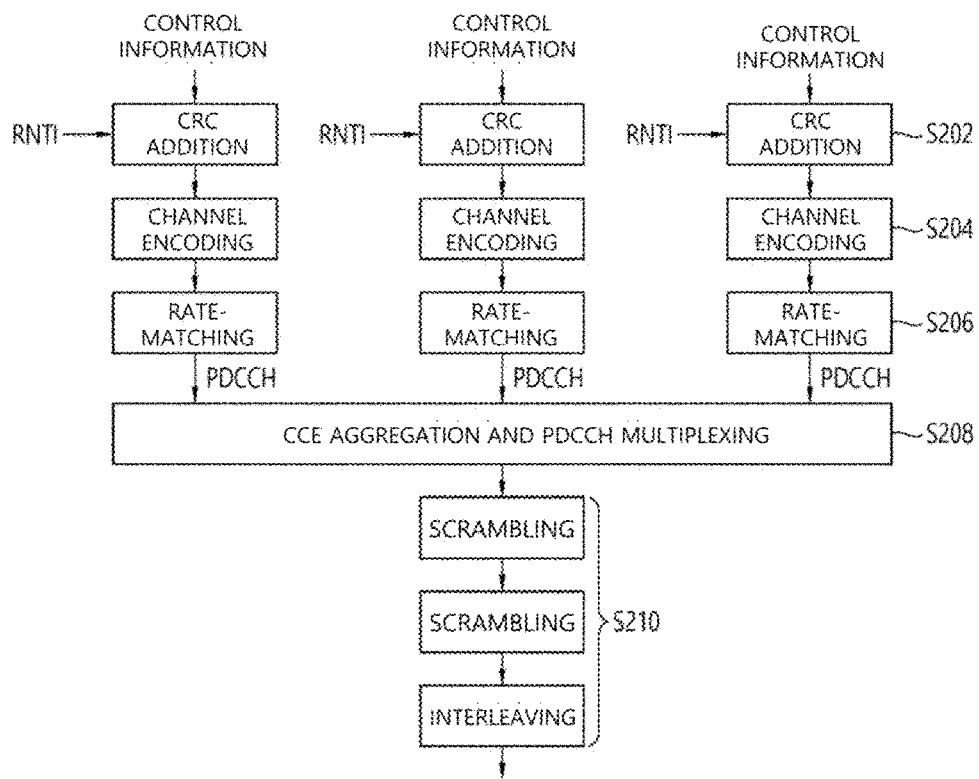 CONTROL
INFORMATION
CONTROL
INFORMATION
CONTROL
INFORMATION
RNTI
CRC
ADDITION
RNTI
CRC
ADDITION
RNTI
CRC
ADDITION
S202
CHANNEL
ENCODING
CHANNEL
ENCODING
CHANNEL
ENCODING
S204
RATE-
MATCHING
RATE-
MATCHING
RATE-
MATCHING
S206
PDCCH
PDCCH
PDCCH
CCE AGGREGATION AND PDCCH MULTIPLEXING
S208
SCRAMBLING
SCRAMBLING
S210
INTERLEAVING